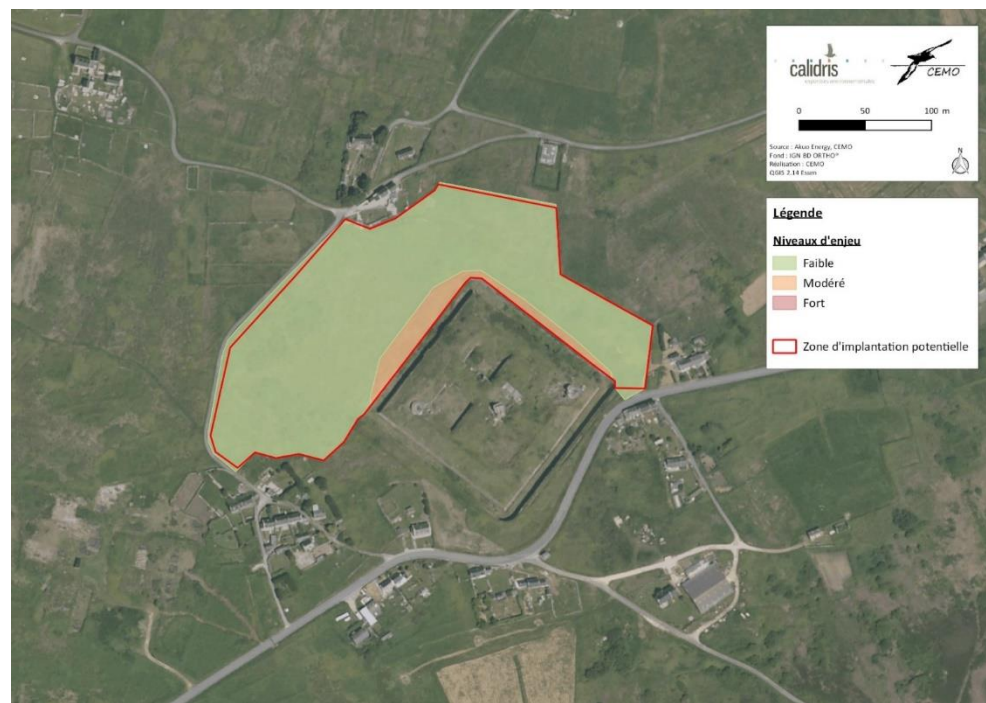 calidris
CEMO
0 50 100 m
Source : Akuo Energy, CEMO
Fond : IGN BD ORTHO®
Réalisation : CEMO
QGIS 2.14 Essen
N
Légende
Niveaux d'enjeu
Faible
Modéré
Fort
Zone d'implantation potentielle